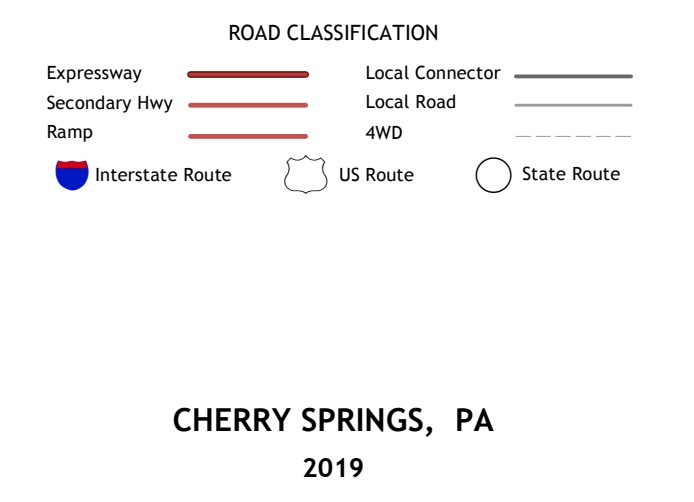 ROAD CLASSIFICATION
Expressway
Local Connector
Secondary Hwy
Local Road
Ramp
4WD
Interstate Route
US Route
State Route
CHERRY SPRINGS, PA
2019